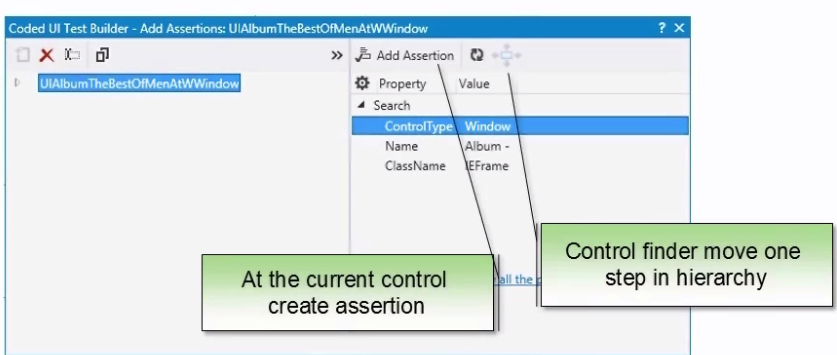 Coded UI Test Builder - Add Assertions: UIAlbumTheBestOfMenAtWWindow ? ×
» Add Assertion
UIAlbumTheBestOfMenAtWWindow
Property Value
Search
ControlType Window
Name Album -
ClassName IEFrame
all the
At the current control
create assertion
Control finder move one
step in hierarchy